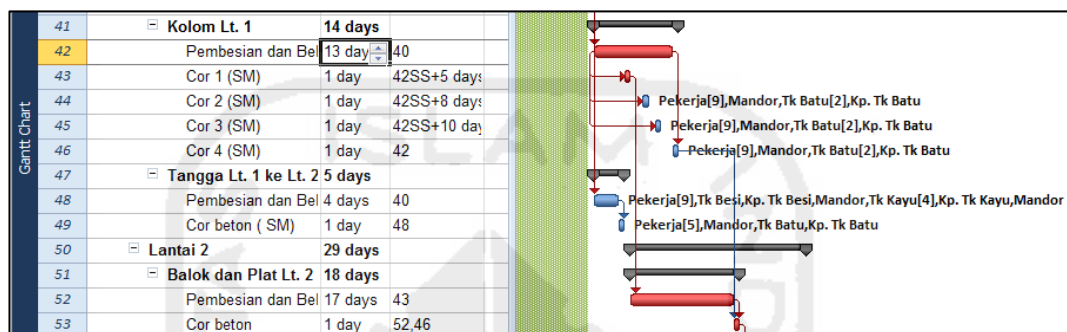 Gantt Chart
41 Kolom Lt. 1 14 days
42 Pembesian dan Bel 13 day 40
43 Cor 1 (SM) 1 day 42SS+5 days
44 Cor 2 (SM) 1 day 42SS+8 days Pekerja[9],Mandor,Tk Batu[2],Kp. Tk Batu
45 Cor 3 (SM) 1 day 42SS+10 day Pekerja[9],Mandor,Tk Batu[2],Kp. Tk Batu
46 Cor 4 (SM) 1 day 42 Pekerja[9],Mandor,Tk Batu[2],Kp. Tk Batu
47 Tangga Lt. 1 ke Lt. 2 5 days
48 Pembesian dan Bel 4 days 40 Pekerja[9],Tk Besi,Kp. Tk Besi,Mandor,Tk Kayu[4],Kp. Tk Kayu,Mandor
49 Cor beton ( SM) 1 day 48 Pekerja[5],Mandor,Tk Batu,Kp. Tk Batu
50 Lantai 2 29 days
51 Balok dan Plat Lt. 2 18 days
52 Pembesian dan Bel 17 days 43
53 Cor beton 1 day 52,46
ISLAM